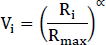 Vᵢ = (Rᵢ / Rₘₐₓ)^∝